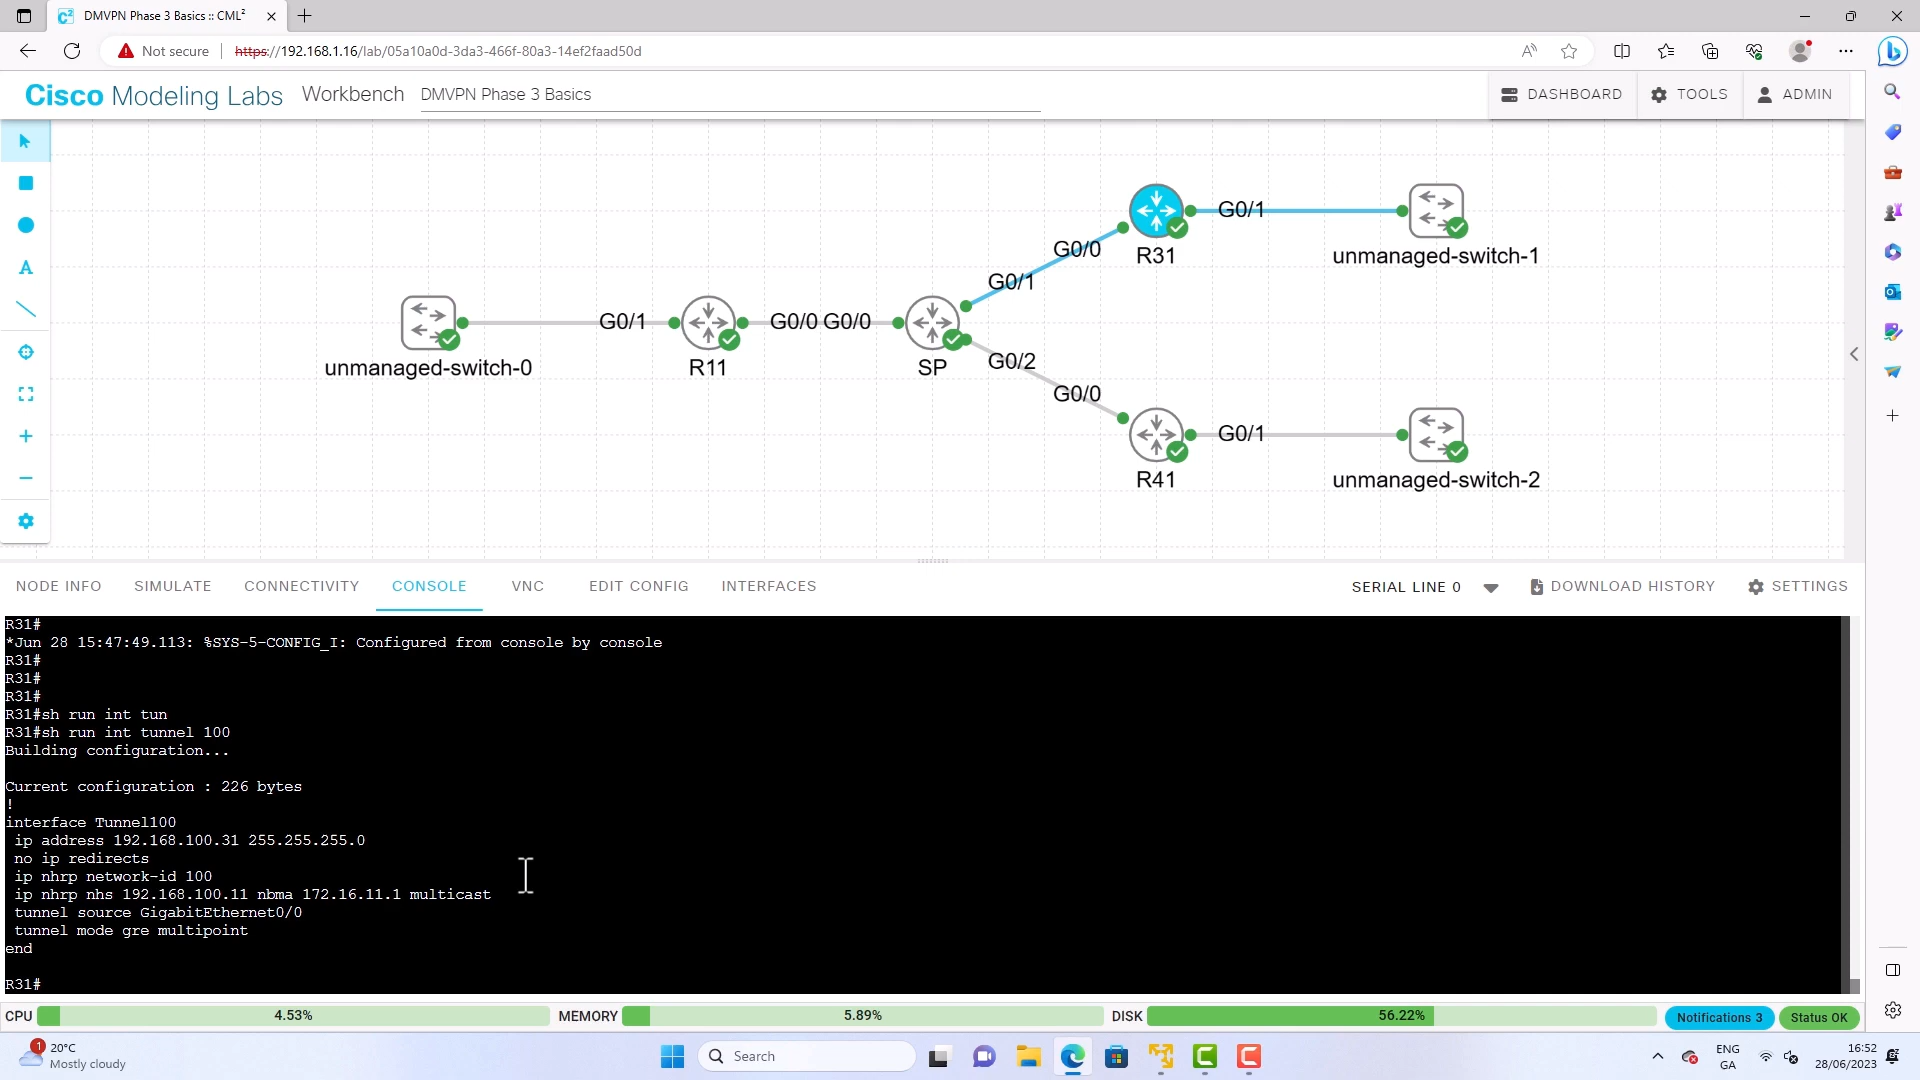 DMVPN Phase 3 Basics :: CML²
Not secure https://192.168.1.16/lab/05a10a0d-3da3-466f-80a3-14ef2faad50d
Cisco Modeling Labs Workbench DMVPN Phase 3 Basics
DASHBOARD TOOLS ADMIN
R31
G0/1
unmanaged-switch-1
G0/0
G0/1
unmanaged-switch-0
G0/1
R11
G0/0 G0/0
SP
G0/2
G0/0
R41
G0/1
unmanaged-switch-2
NODE INFO SIMULATE CONNECTIVITY CONSOLE VNC EDIT CONFIG INTERFACES SERIAL LINE 0 DOWNLOAD HISTORY SETTINGS
R31#
*Jun 28 15:47:49.113: %SYS-5-CONFIG_I: Configured from console by console
R31#
R31#
R31#
R31#sh run int tun
R31#sh run int tunnel 100
Building configuration...
Current configuration : 226 bytes
!
interface Tunnel100
ip address 192.168.100.31 255.255.255.0
no ip redirects
ip nhrp network-id 100
ip nhrp nhs 192.168.100.11 nbma 172.16.11.1 multicast
tunnel source GigabitEthernet0/0
tunnel mode gre multipoint
end
R31#
CPU 4.53% MEMORY 5.89% DISK 56.22% Notifications 3 Status OK
1 20°C
Mostly cloudy
Search
ENG
GA
16:52
28/06/2023